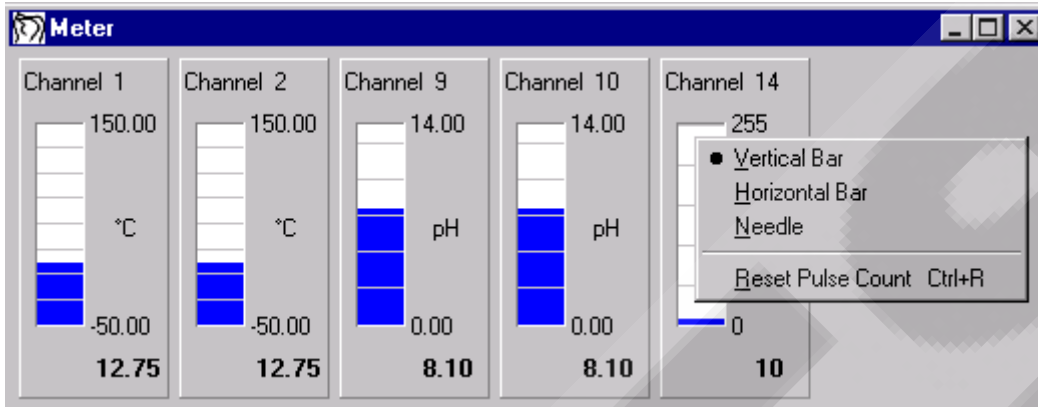 Meter
Channel 1
150.00
°C
-50.00
12.75
Channel 2
150.00
°C
-50.00
12.75
Channel 9
14.00
pH
0.00
8.10
Channel 10
14.00
pH
0.00
8.10
Channel 14
255
0
10
Vertical Bar
Horizontal Bar
Needle
Reset Pulse Count Ctrl+R